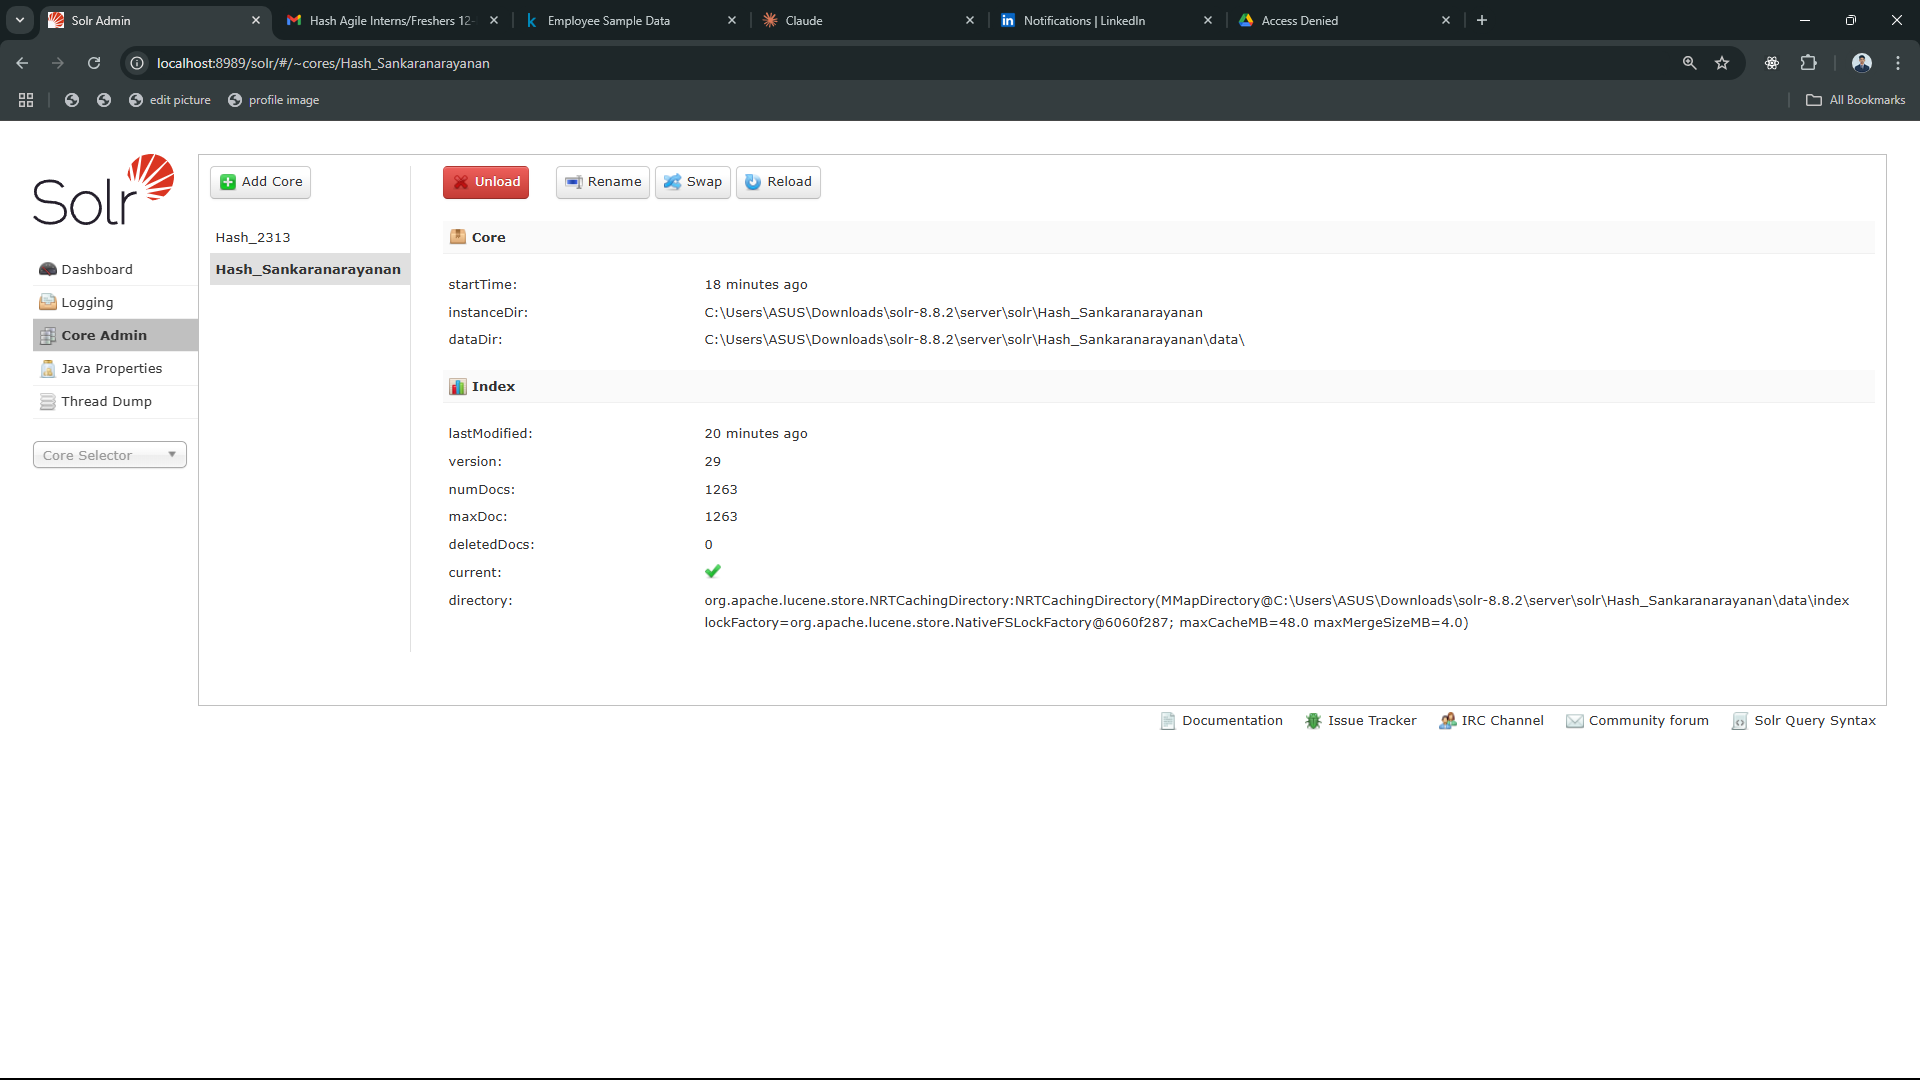 Solr Admin
Hash Agile Interns/Freshers 12-
Employee Sample Data
Claude
Notifications | LinkedIn
Access Denied
localhost:8989/solr/#/~cores/Hash_Sankaranarayanan
edit picture
profile image
All Bookmarks
Solr
Dashboard
Logging
Core Admin
Java Properties
Thread Dump
Core Selector
Add Core
Hash_2313
Hash_Sankaranarayanan
Unload
Rename
Swap
Reload
Core
startTime: 18 minutes ago
instanceDir: C:\Users\ASUS\Downloads\solr-8.8.2\server\solr\Hash_Sankaranarayanan
dataDir: C:\Users\ASUS\Downloads\solr-8.8.2\server\solr\Hash_Sankaranarayanan\data\
Index
lastModified: 20 minutes ago
version: 29
numDocs: 1263
maxDoc: 1263
deletedDocs: 0
current:
directory: org.apache.lucene.store.NRTCachingDirectory:NRTCachingDirectory(MMapDirectory@C:\Users\ASUS\Downloads\solr-8.8.2\server\solr\Hash_Sankaranarayanan\data\index
lockFactory=org.apache.lucene.store.NativeFSLockFactory@6060f287; maxCacheMB=48.0 maxMergeSizeMB=4.0)
Documentation
Issue Tracker
IRC Channel
Community forum
Solr Query Syntax